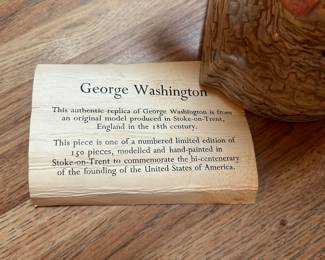 George Washington
This authentic replica of George Washington is from
an original model produced in Stoke-on-Trent,
England in the 18th century.
This piece is one of a numbered limited edition of
150 pieces, modelled and hand-painted in
Stoke-on-Trent to commemorate the bi-centenary
of the founding of the United States of America.